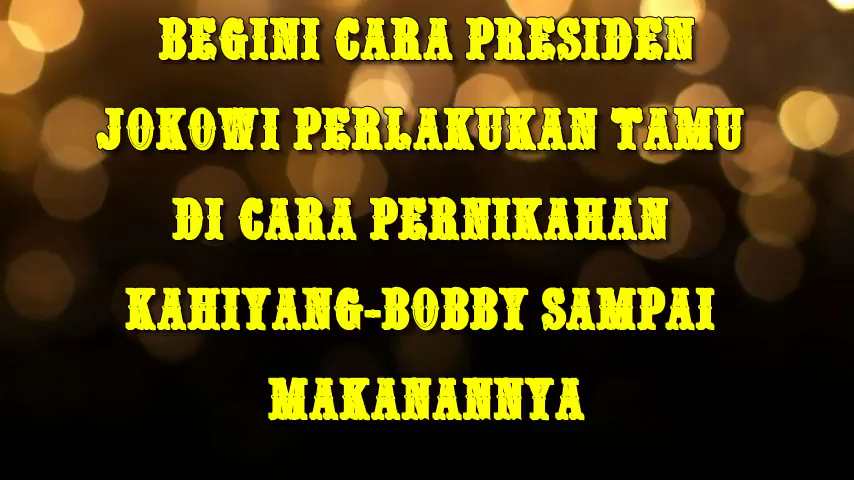 BEGINI CARA PRESIDEN
JOKOWI PERLAKUKAN TAMU
DI CARA PERNIKAHAN
KAHIYANG-BOBBY SAMPAI
MAKANANNYA